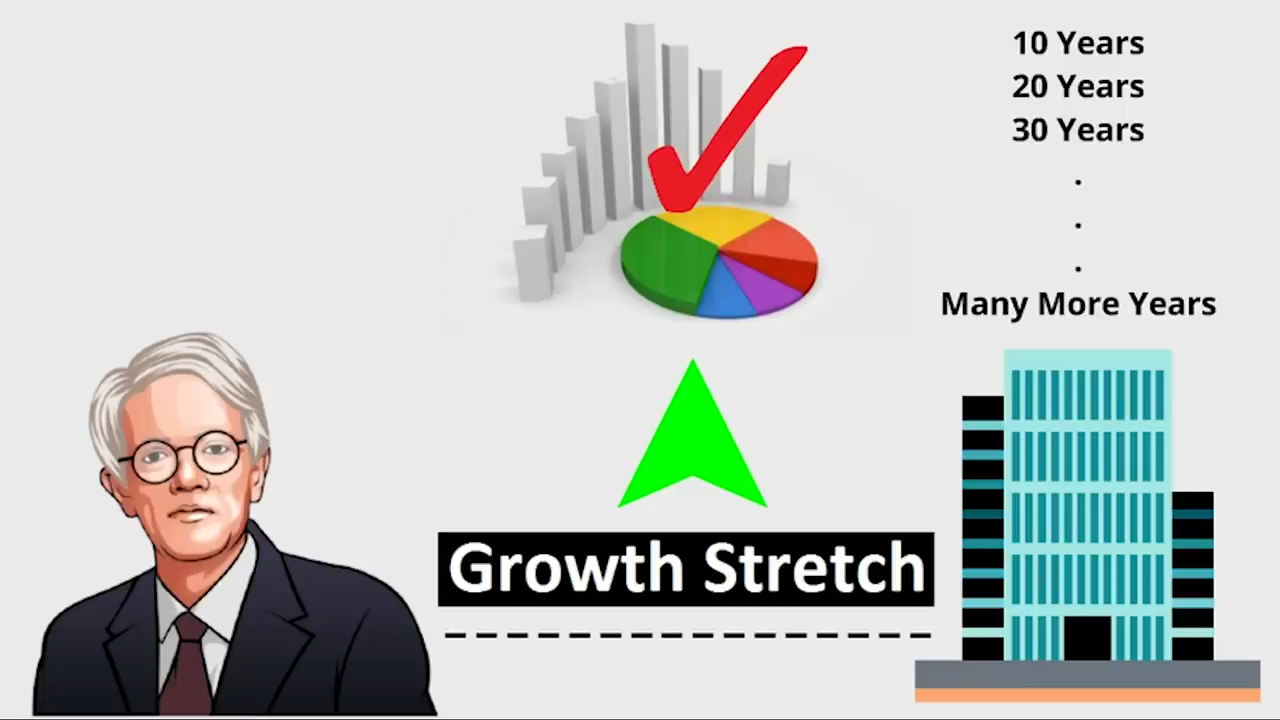 10 Years
20 Years
30 Years
.
.
.
Many More Years
Growth Stretch